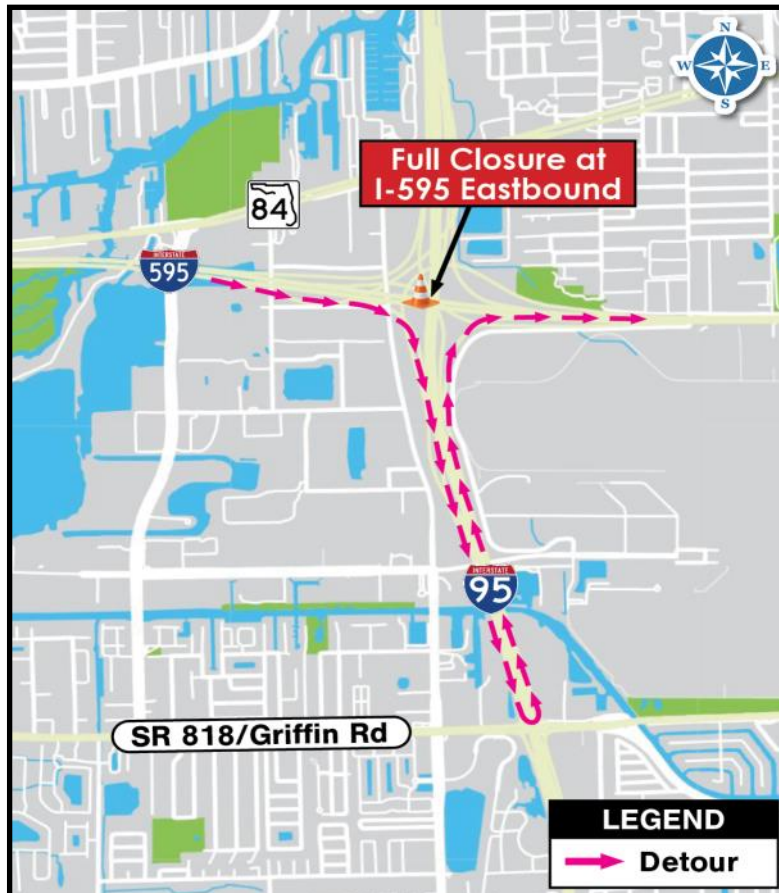 N
W E
S
Full Closure at
I-595 Eastbound
84
INTERSTATE
595
INTERSTATE
95
SR 818/Griffin Rd
LEGEND
Detour